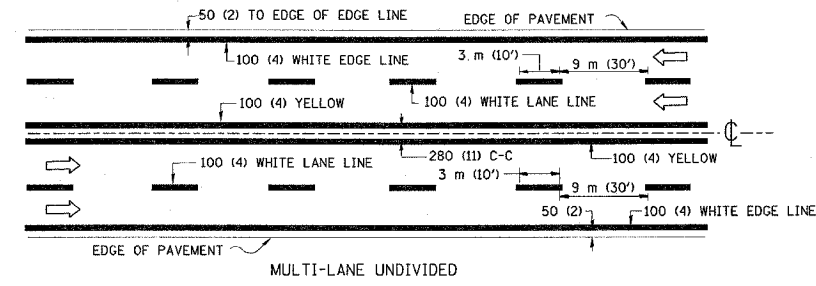 50 (2) TO EDGE OF EDGE LINE
EDGE OF PAVEMENT
100 (4) WHITE EDGE LINE
3 m (10')
9 m (30')
100 (4) YELLOW
100 (4) WHITE LANE LINE
CL
100 (4) WHITE LANE LINE
280 (11) C-C
100 (4) YELLOW
3 m (10')
9 m (30')
50 (2)
100 (4) WHITE EDGE LINE
EDGE OF PAVEMENT
MULTI-LANE UNDIVIDED